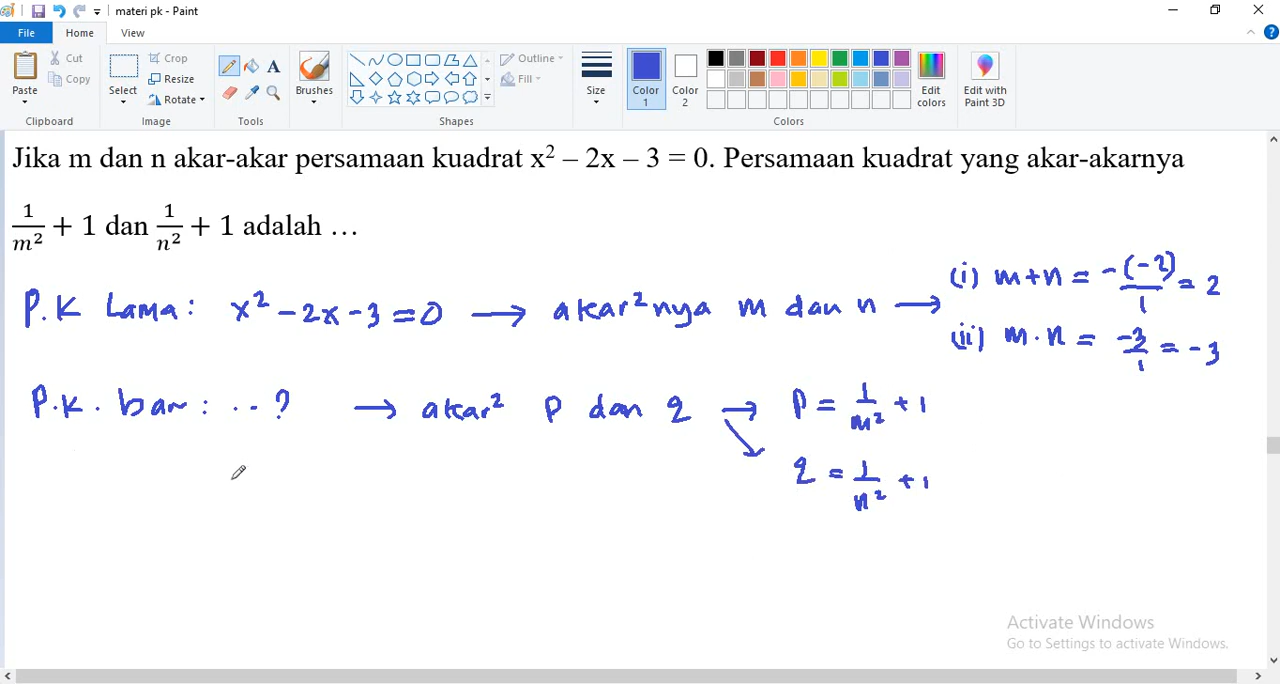 materi pk - Paint
File Home View
Paste Cut Copy Select Crop Resize Rotate Brushes Outline Fill Size Color 1 Color 2 Edit colors Edit with Paint 3D
Clipboard Image Tools Shapes Colors
Jika m dan n akar-akar persamaan kuadrat x² – 2x – 3 = 0. Persamaan kuadrat yang akar-akarnya
1/m² + 1 dan 1/n² + 1 adalah …
P.K Lama : x² - 2x - 3 = 0 → akar²nya m dan n → (i) m+n = -(-2)/1 = 2
(ii) m . n = -3/1 = -3
P.K. baru : ... ? → akar² p dan q → p = 1/m² + 1
q = 1/n² + 1
Activate Windows
Go to Settings to activate Windows.